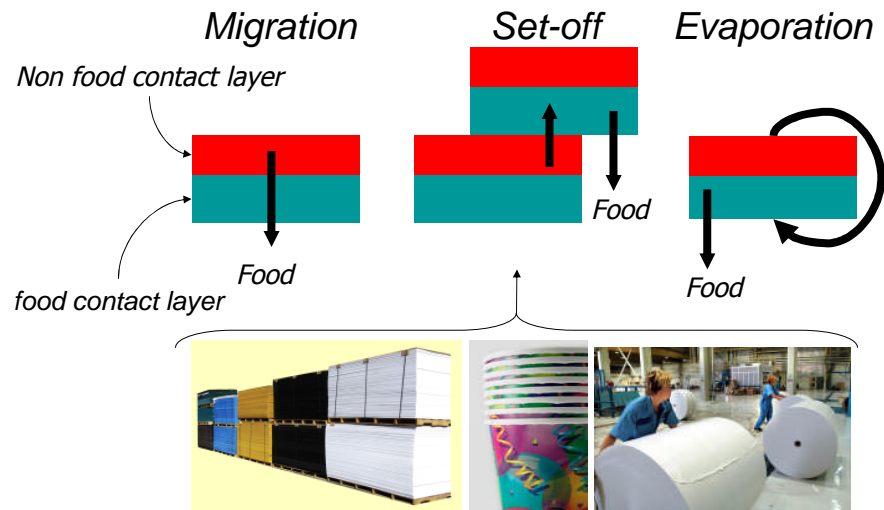 Migration
Set-off
Evaporation
Non food contact layer
Food
Food
Food
food contact layer